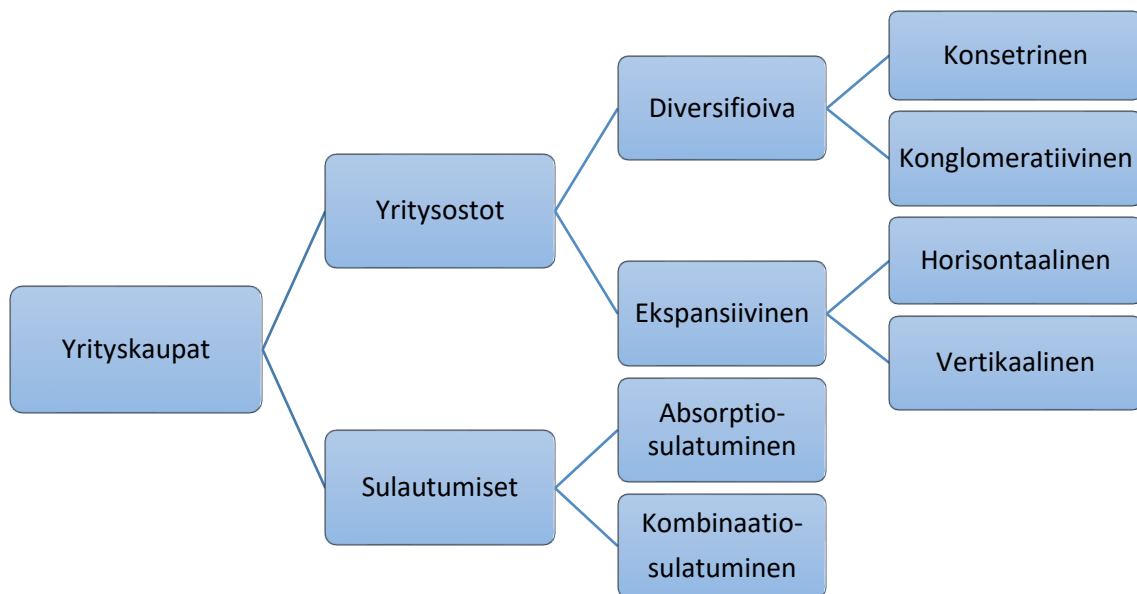 Yrityskaupat
Yritysostot
Diversifioiva
Konsetrinen
Konglomeratiivinen
Ekspansiivinen
Horisontaalinen
Vertikaalinen
Sulautumiset
Absorptio-
sulatuminen
Kombinaatio-
sulatuminen